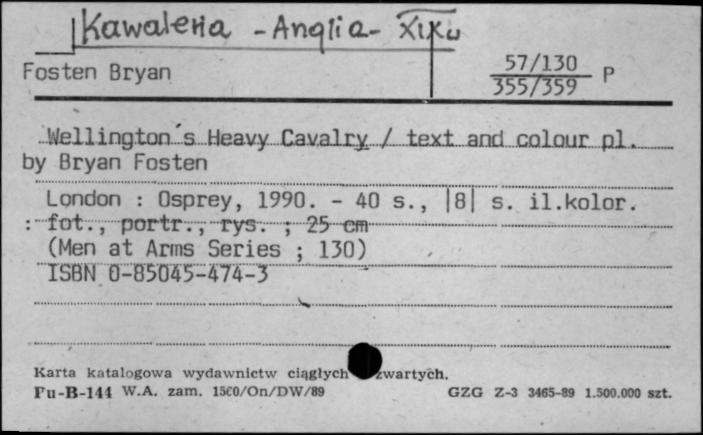 Kawaleria - Anglia - XIX w
Fosten Bryan
57/130 P
355/359
Wellington's Heavy Cavalry / text and colour pl.
by Bryan Fosten
London : Osprey, 1990. - 40 s., |8| s. il.kolor.
: fot., portr., rys. ; 25 cm
(Men at Arms Series ; 130)
ISBN 0-85045-474-3
Karta katalogowa wydawnictw ciągłych zwartych.
Pu-B-144 W.A. zam. 1500/On/DW/89 GZG Z-3 3465-89 1.500.000 szt.